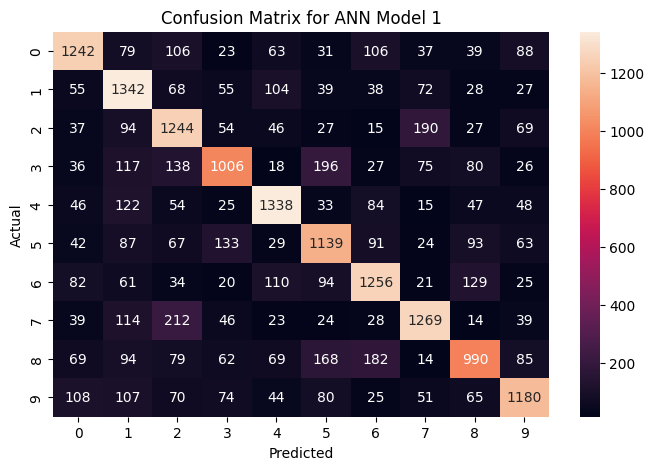 Confusion Matrix for ANN Model 1
0 1242 79 106 23 63 31 106 37 39 88
1 55 1342 68 55 104 39 38 72 28 27
2 37 94 1244 54 46 27 15 190 27 69
3 36 117 138 1006 18 196 27 75 80 26
4 46 122 54 25 1338 33 84 15 47 48
5 42 87 67 133 29 1139 91 24 93 63
6 82 61 34 20 110 94 1256 21 129 25
7 39 114 212 46 23 24 28 1269 14 39
8 69 94 79 62 69 168 182 14 990 85
9 108 107 70 74 44 80 25 51 65 1180
0 1 2 3 4 5 6 7 8 9
Actual
Predicted
1200
1000
800
600
400
200